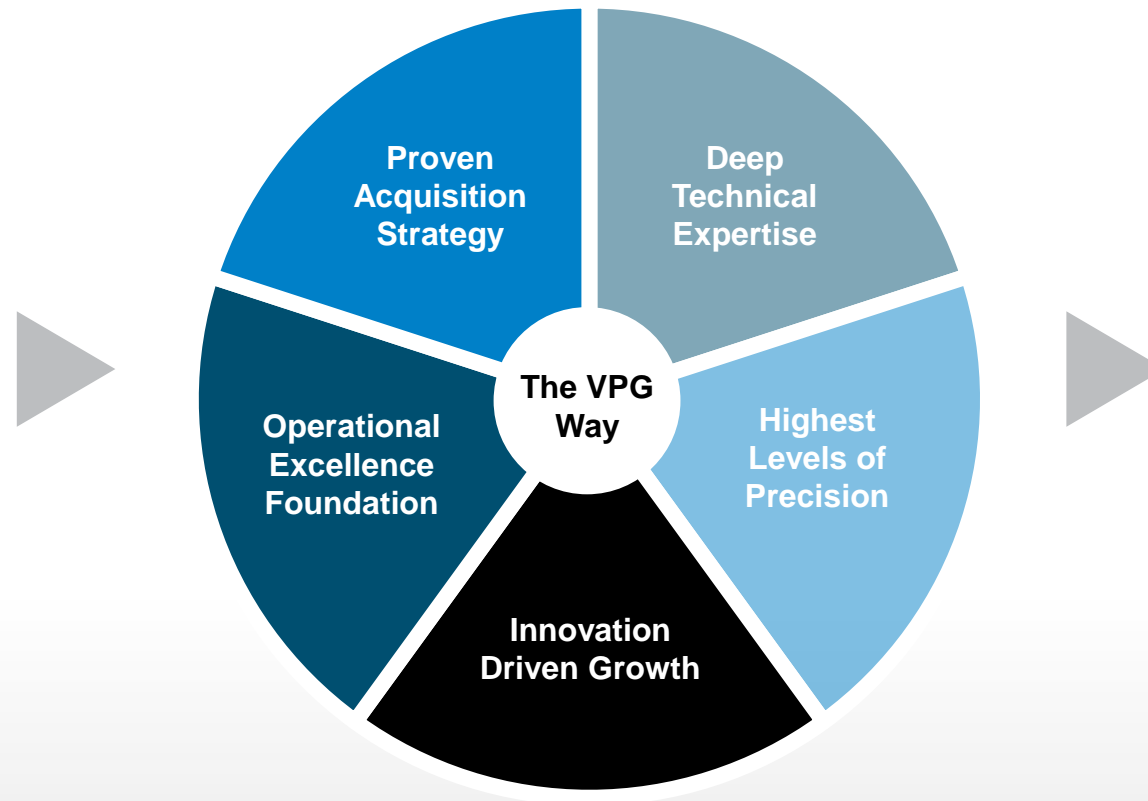 Proven
Acquisition
Strategy
Deep
Technical
Expertise
The VPG
Way
Operational
Excellence
Foundation
Highest
Levels of
Precision
Innovation
Driven Growth